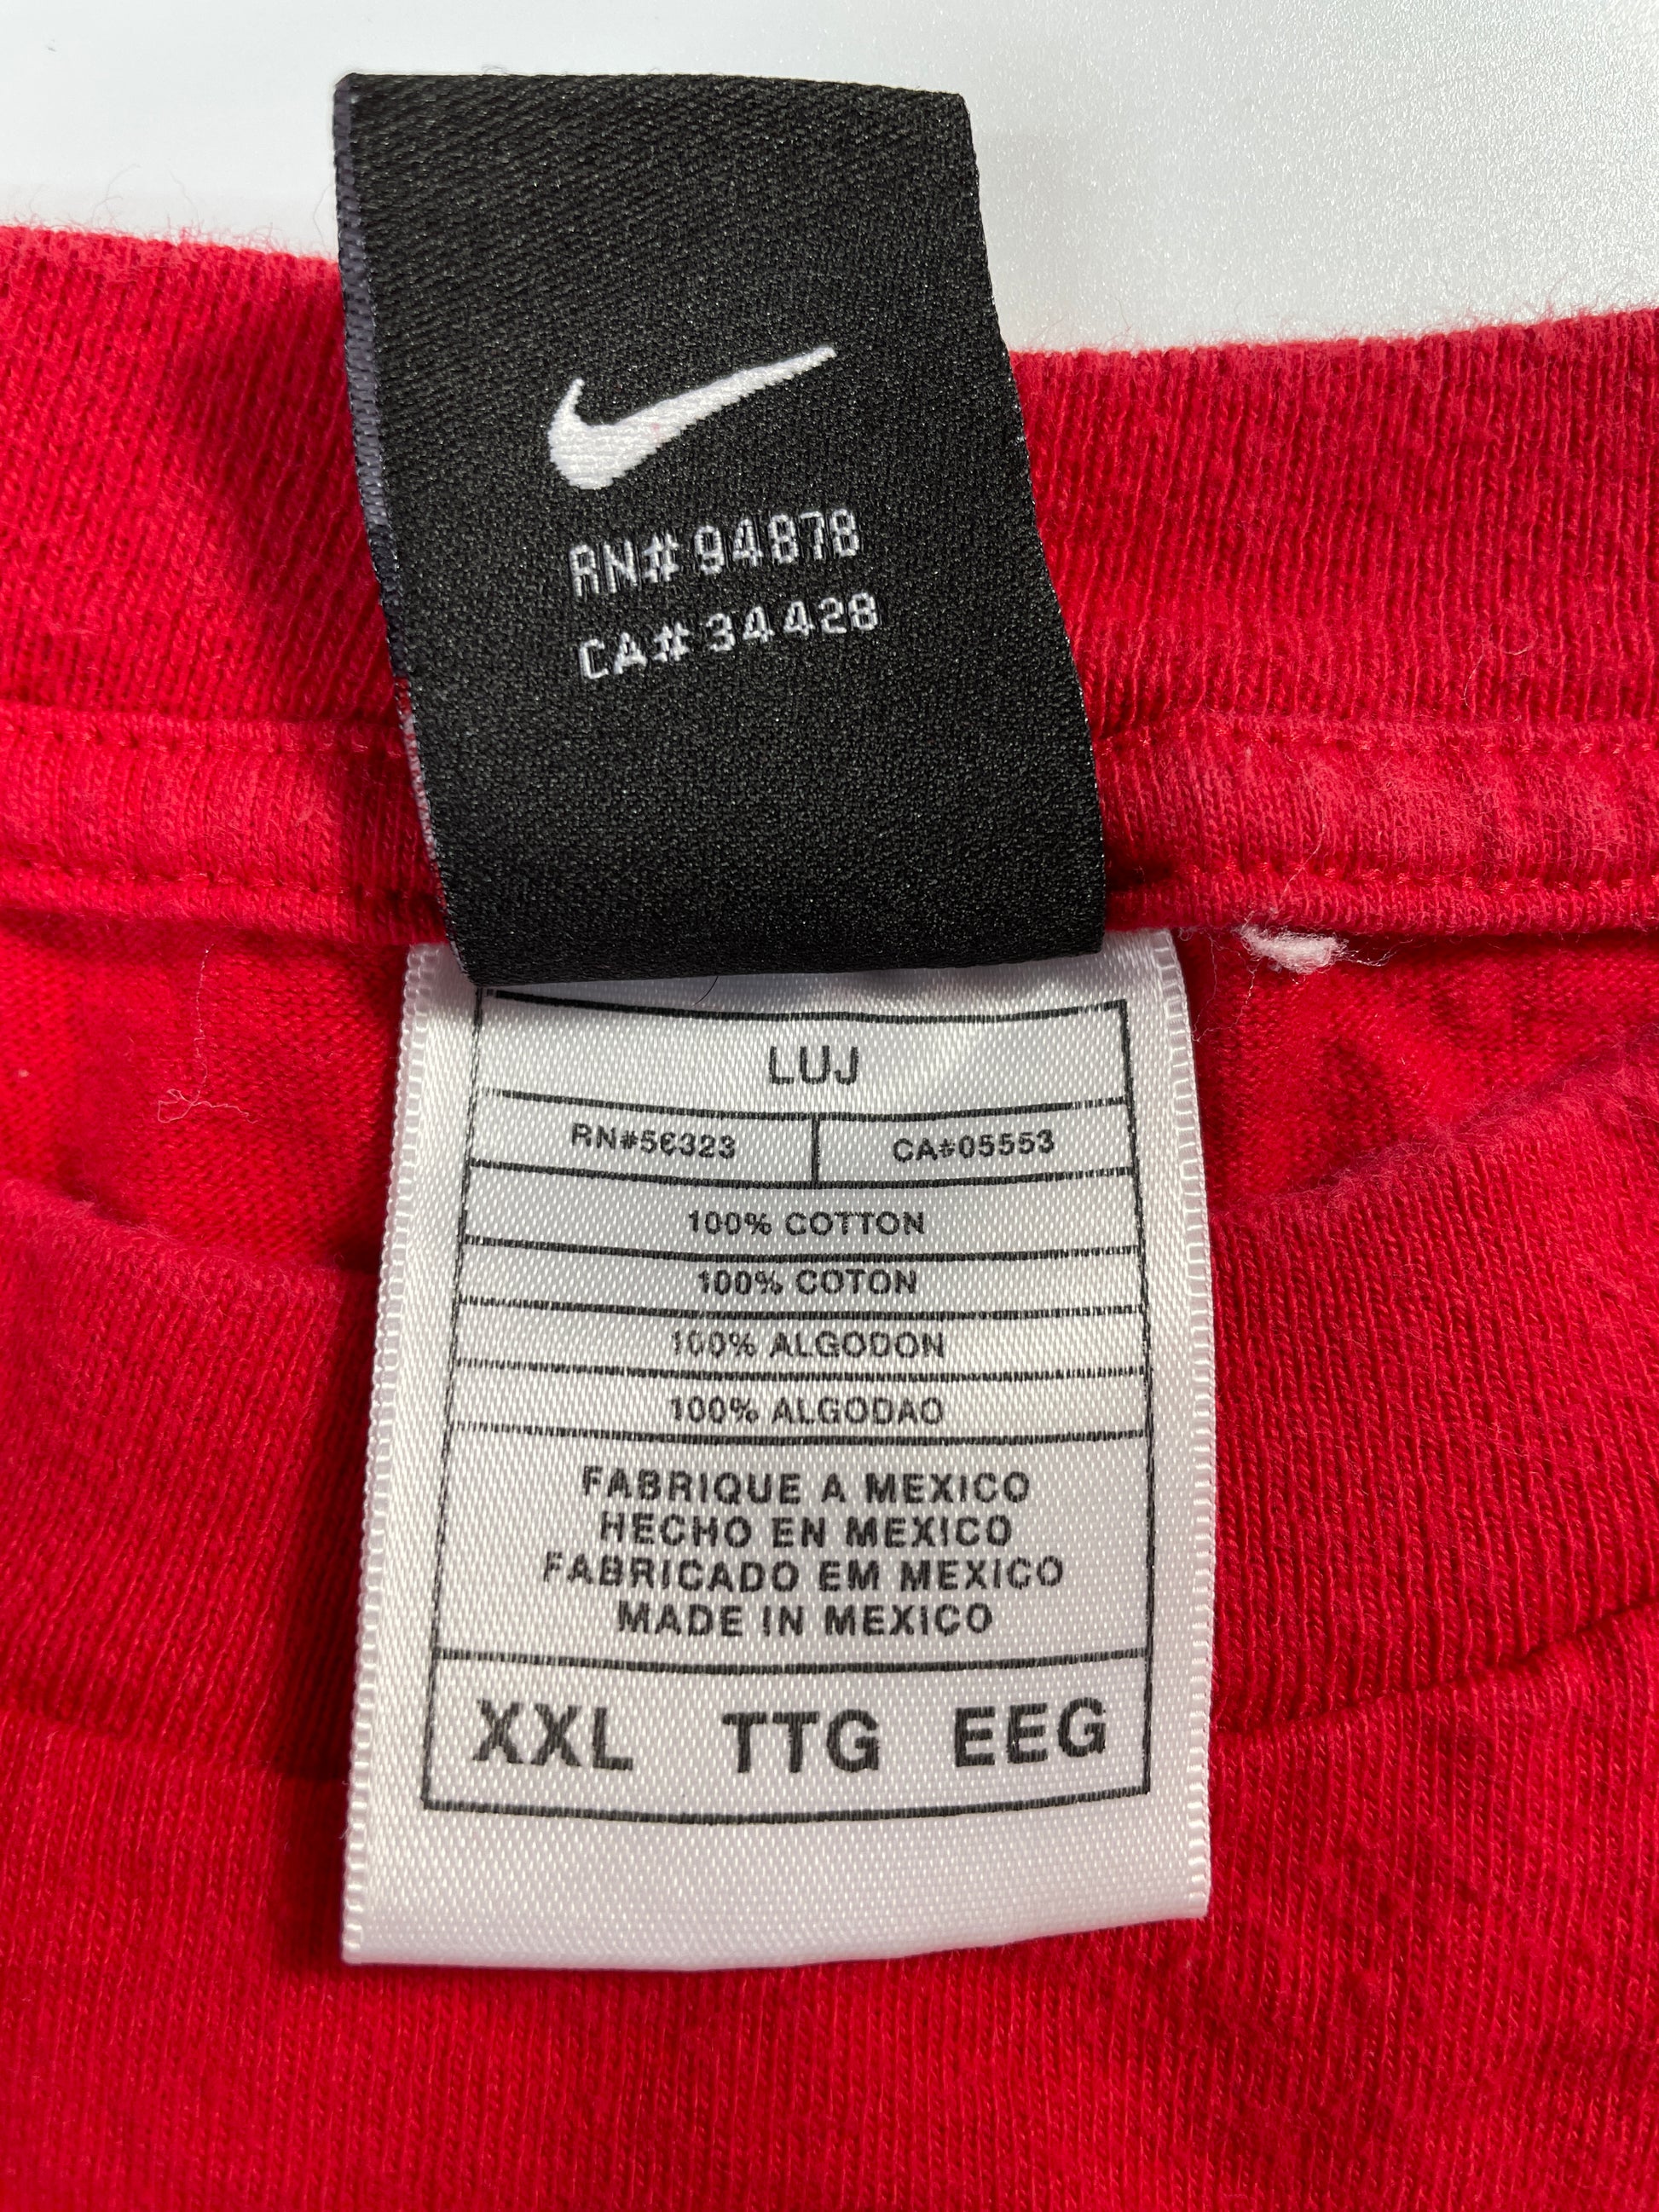 RN# 94878
CA# 34428
LUJ
RN#56323 CA#05553
100% COTTON
100% COTON
100% ALGODON
100% ALGODAO
FABRIQUE A MEXICO
HECHO EN MEXICO
FABRICADO EM MEXICO
MADE IN MEXICO
XXL TTG EEG